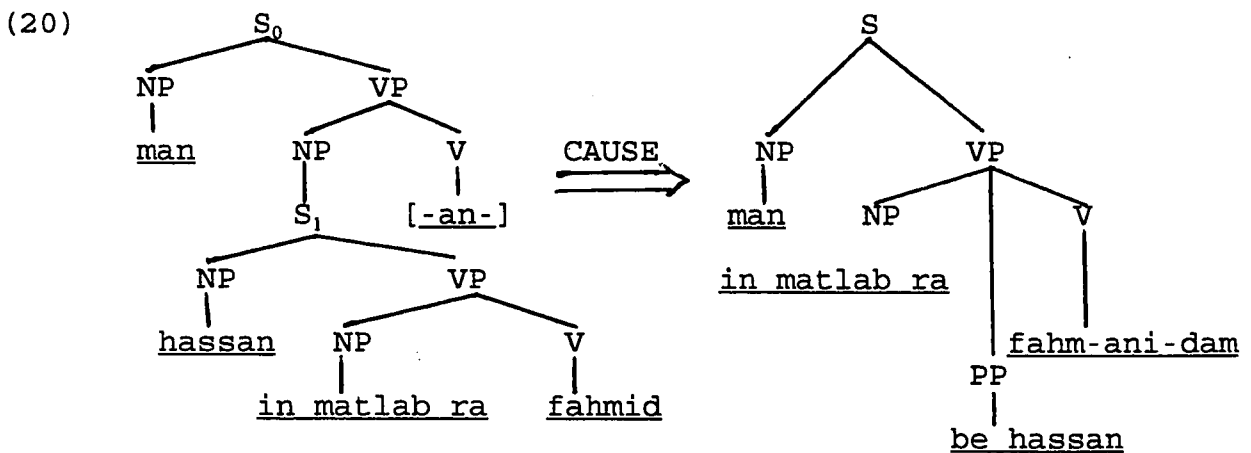 (20) S₀ S
NP VP
man NP V CAUSE NP VP
S₁ [-an-] man NP V
NP VP in matlab ra
hassan NP V fahm-ani-dam
in matlab ra fahmid PP
be hassan